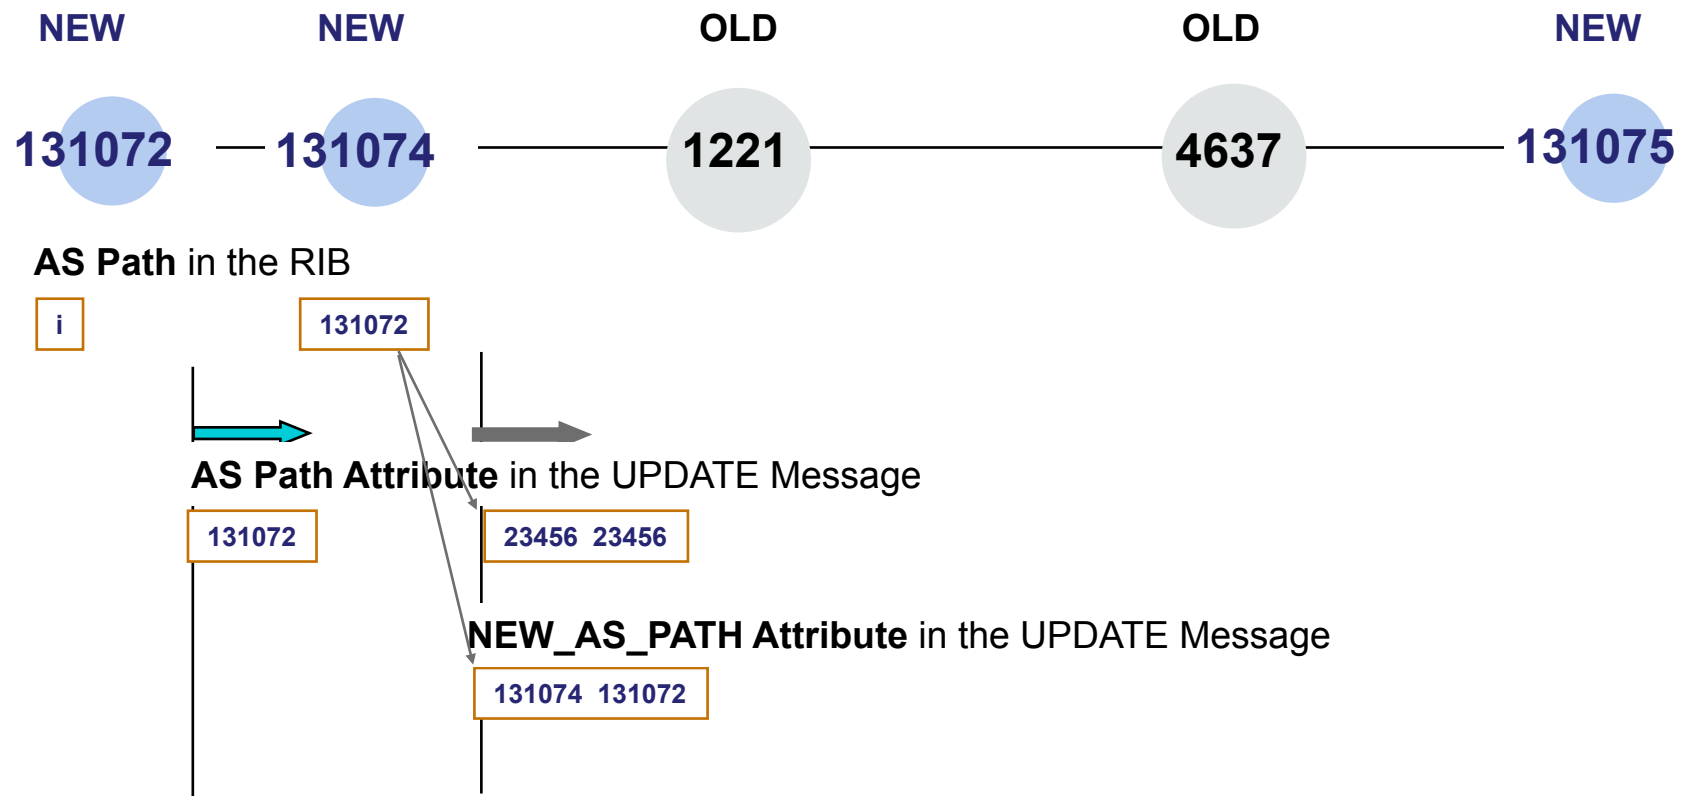 NEW NEW OLD OLD NEW
131072 131074 1221 4637 131075
AS Path in the RIB
i 131072
AS Path Attribute in the UPDATE Message
131072 23456 23456
NEW_AS_PATH Attribute in the UPDATE Message
131074 131072